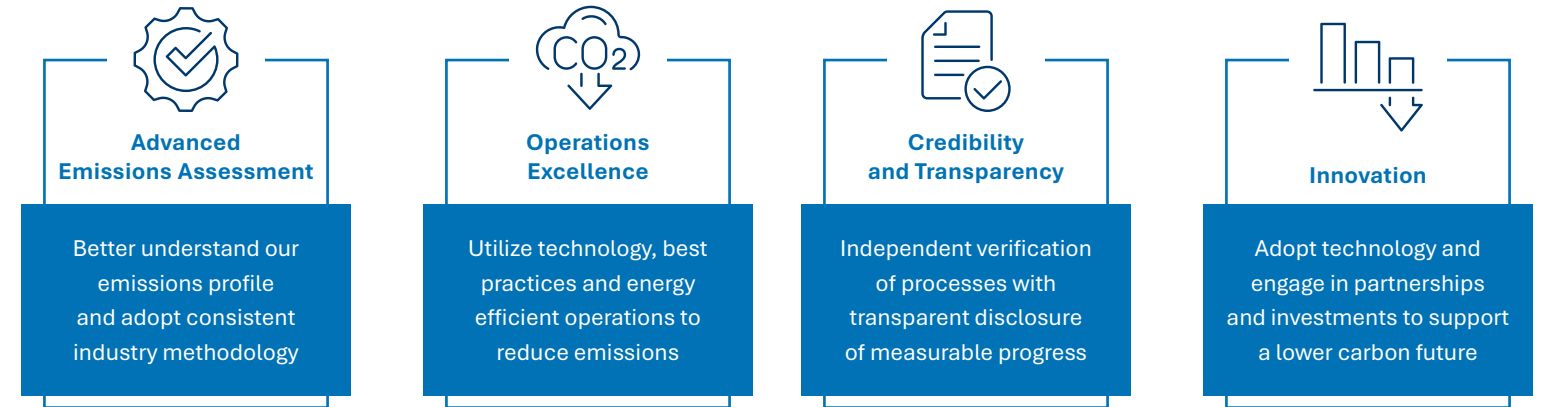 CO2
Advanced
Emissions Assessment
Better understand our
emissions profile
and adopt consistent
industry methodology
Operations
Excellence
Utilize technology, best
practices and energy
efficient operations to
reduce emissions
Credibility
and Transparency
Independent verification
of processes with
transparent disclosure
of measurable progress
Innovation
Adopt technology and
engage in partnerships
and investments to support
a lower carbon future